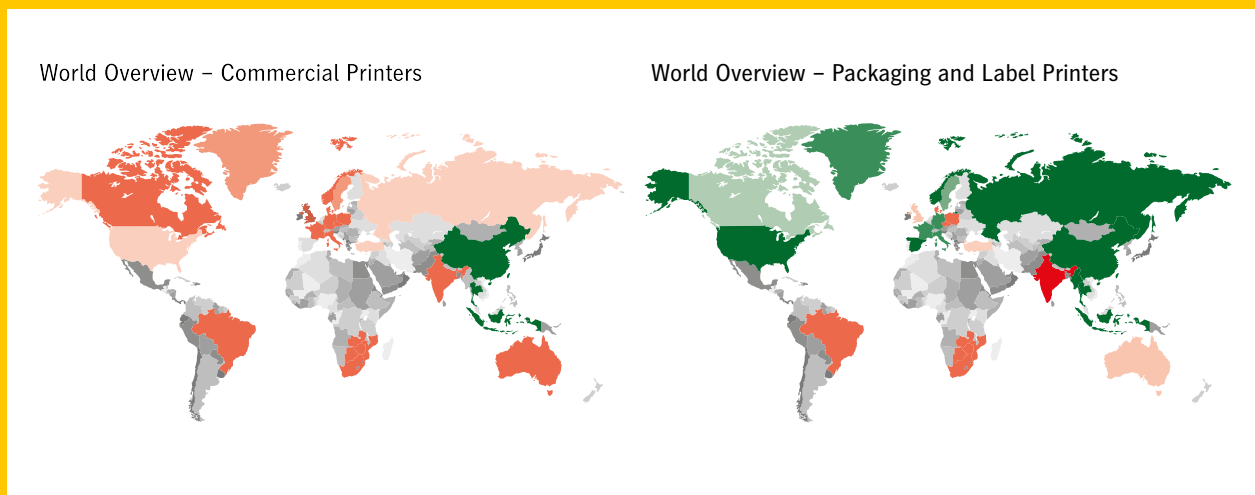 World Overview – Commercial Printers
World Overview – Packaging and Label Printers